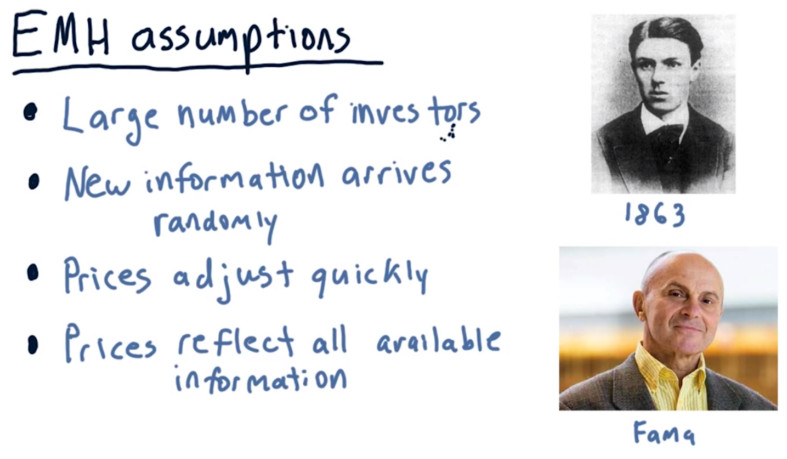 EMH assumptions
• Large number of investors
• New information arrives
randomly
• Prices adjust quickly
• Prices reflect all available
information
1863
Fama